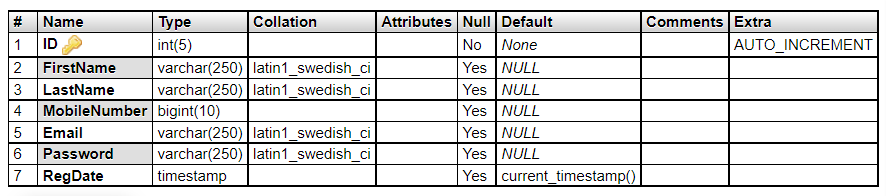 # Name Type Collation Attributes Null Default Comments Extra
1 ID int(5) No None AUTO_INCREMENT
2 FirstName varchar(250) latin1_swedish_ci Yes NULL
3 LastName varchar(250) latin1_swedish_ci Yes NULL
4 MobileNumber bigint(10) Yes NULL
5 Email varchar(250) latin1_swedish_ci Yes NULL
6 Password varchar(250) latin1_swedish_ci Yes NULL
7 RegDate timestamp Yes current_timestamp()